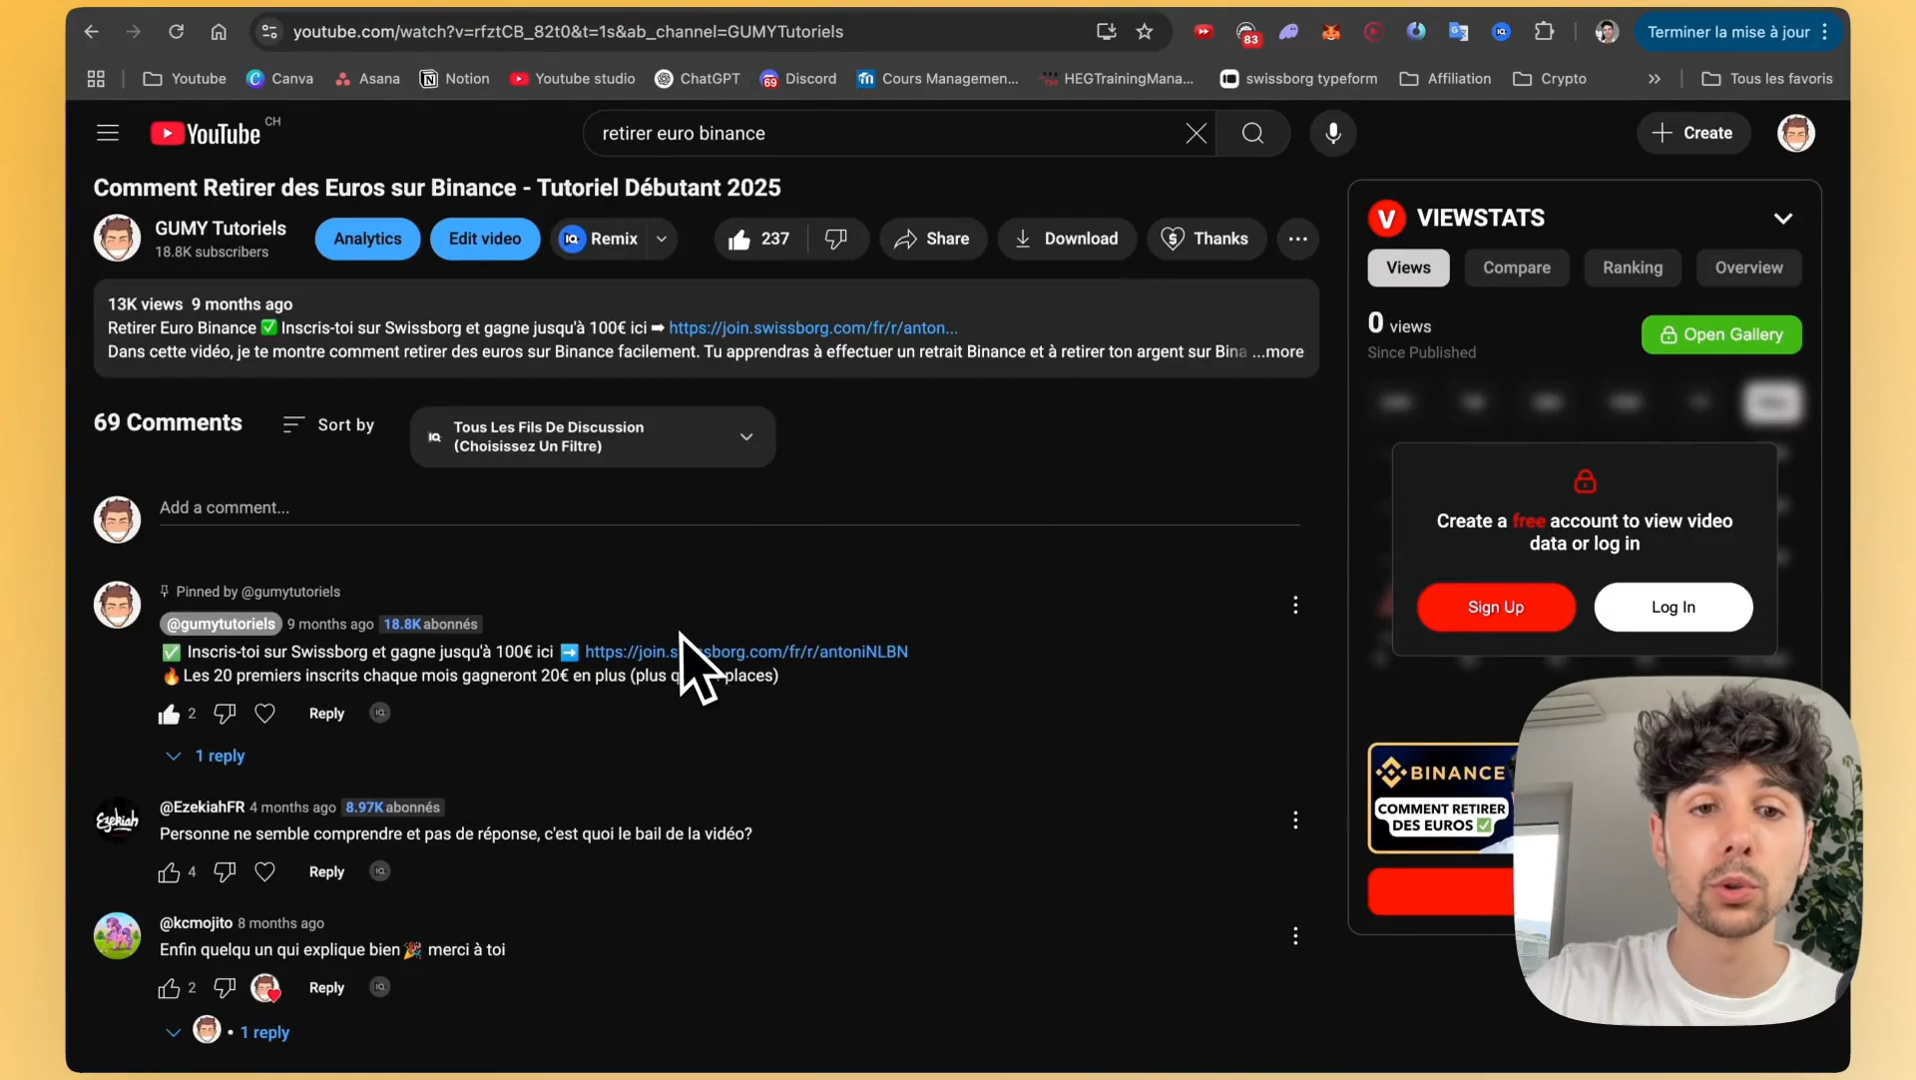 youtube.com/watch?v=rfztCB_82t0&t=1s&ab_channel=GUMYTutoriels
83
Terminer la mise à jour
Youtube
Canva
Asana
Notion
Youtube studio
ChatGPT
69 Discord
Cours Managemen...
HEGTrainingMana...
swissborg typeform
Affiliation
Crypto
Tous les favoris
YouTube CH
retirer euro binance
Create
Comment Retirer des Euros sur Binance - Tutoriel Débutant 2025
GUMY Tutoriels
18.8K subscribers
Analytics
Edit video
Remix
237
Share
Download
Thanks
13K views 9 months ago
Retirer Euro Binance ✅ Inscris-toi sur Swissborg et gagne jusqu'à 100€ ici ➡ https://join.swissborg.com/fr/r/anton...
Dans cette vidéo, je te montre comment retirer des euros sur Binance facilement. Tu apprendras à effectuer un retrait Binance et à retirer ton argent sur Bina ...more
69 Comments
Sort by
Tous Les Fils De Discussion
(Choisissez Un Filtre)
Add a comment...
Pinned by @gumytutoriels
@gumytutoriels 9 months ago 18.8K abonnés
✅ Inscris-toi sur Swissborg et gagne jusqu'à 100€ ici ➡️ https://join.s ssborg.com/fr/r/antoniNLBN
🔥Les 20 premiers inscrits chaque mois gagneront 20€ en plus (plus places)
2
Reply
1 reply
@EzekiahFR 4 months ago 8.97K abonnés
Ezekiah
Personne ne semble comprendre et pas de réponse, c'est quoi le bail de la vidéo?
4
Reply
@kcmojito 8 months ago
Enfin quelqu un qui explique bien 🎉 merci à toi
2
Reply
1 reply
V VIEWSTATS
Views
Compare
Ranking
Overview
0 views
Since Published
Open Gallery
Create a free account to view video
data or log in
Sign Up
Log In
BINANCE
COMMENT RETIRER
DES EUROS ✅